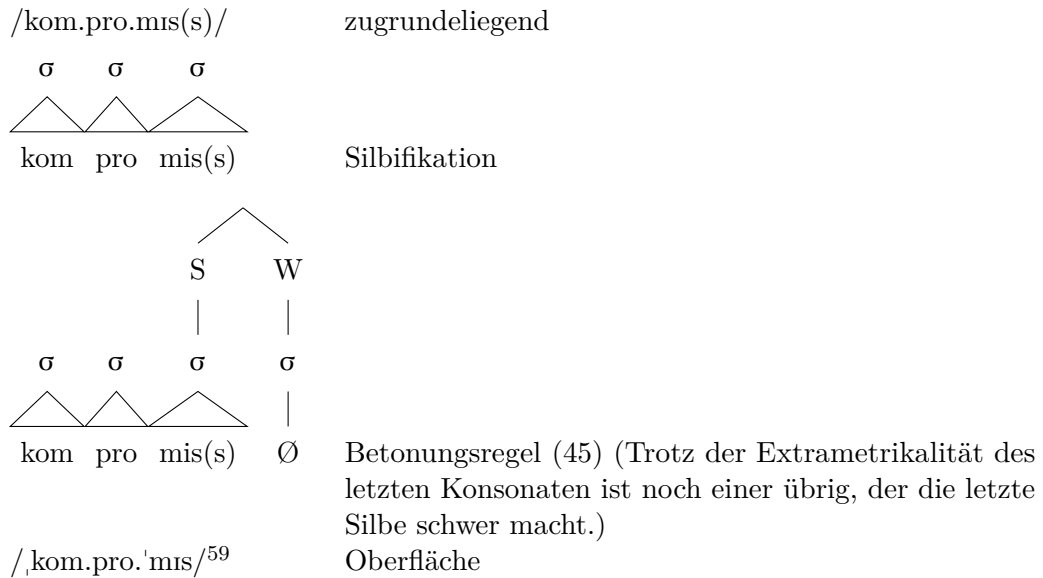 /kom.pro.mɪs(s)/ zugrundeliegend
σ σ σ
kom pro mis(s) Silbifikation
S W
σ σ σ σ
kom pro mis(s) Ø Betonungsregel (45) (Trotz der Extrametrikalität des
letzten Konsonaten ist noch einer übrig, der die letzte
Silbe schwer macht.)
/ˌkom.pro.ˈmɪs/⁵⁹ Oberfläche